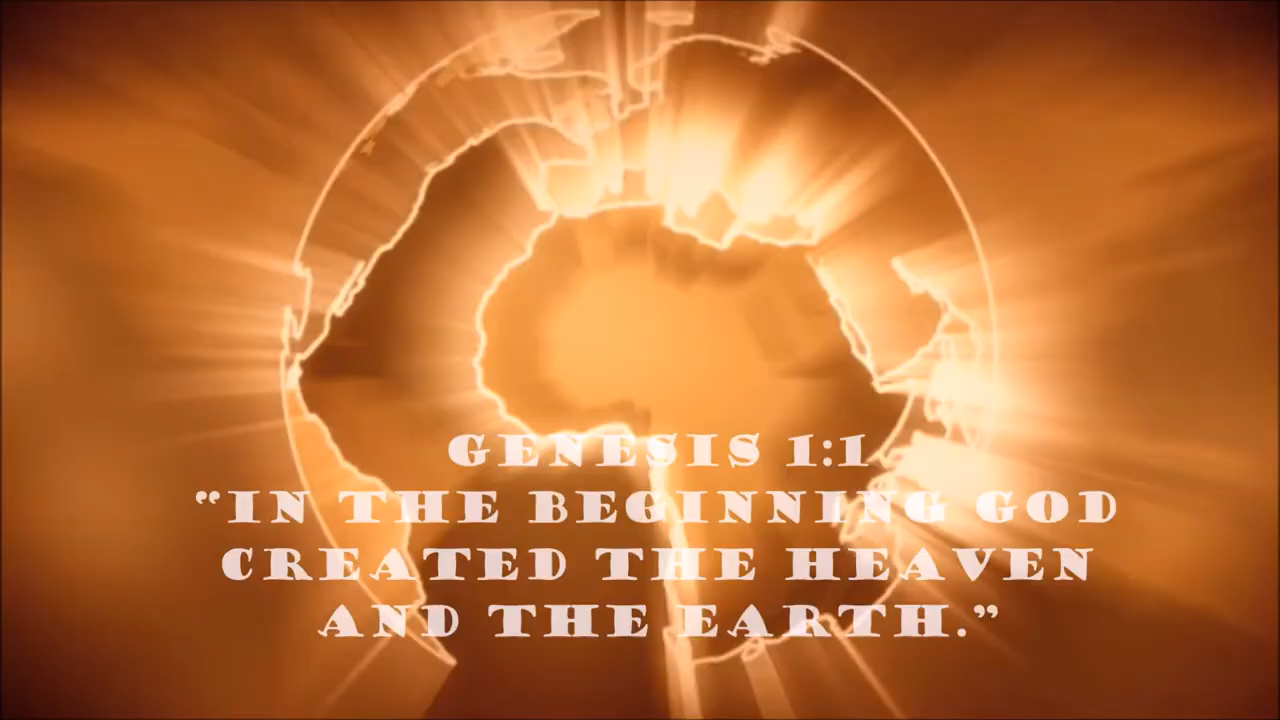 GENESIS 1:1
“IN THE BEGINNING GOD
CREATED THE HEAVEN
AND THE EARTH.”